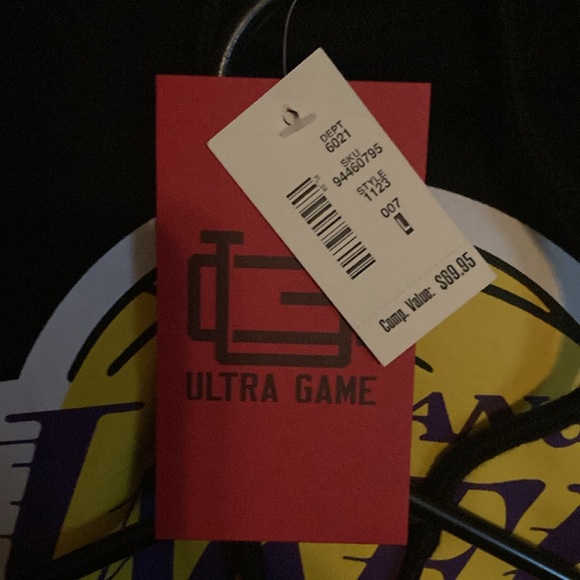 DEPT
6021
SKU
94460795
STYLE
1123
007
L
Comp. Value: $69.95
ULTRA GAME